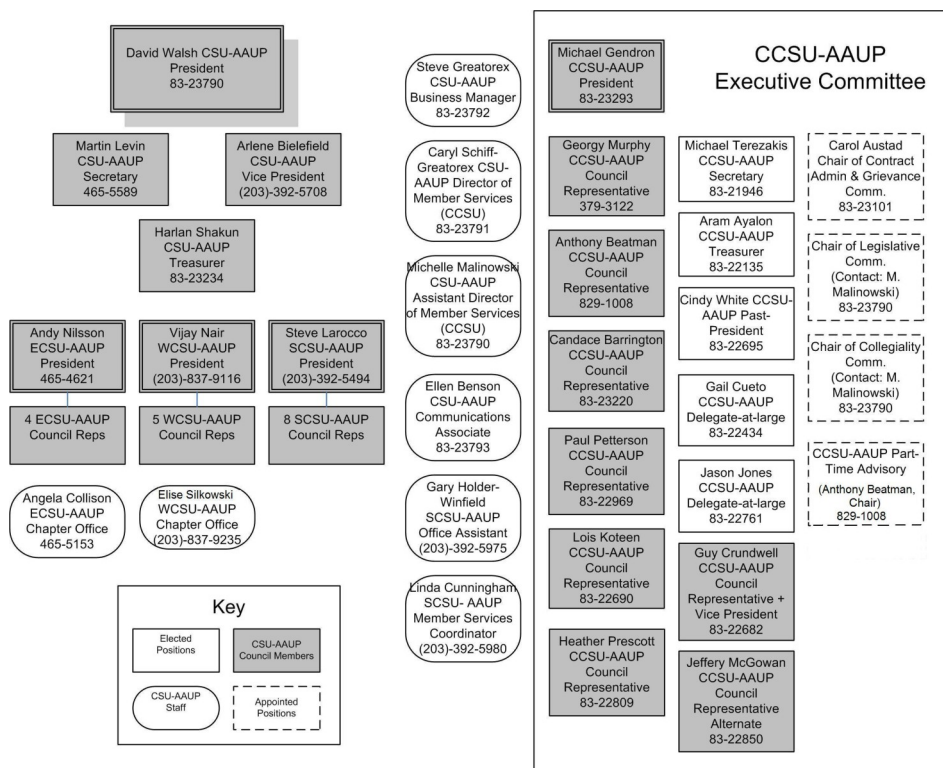 David Walsh CSU-AAUP
President
83-23790
Martin Levin
CSU-AAUP
Secretary
465-5589
Arlene Bielefield
CSU-AAUP
Vice President
(203)-392-5708
Harlan Shakun
CSU-AAUP
Treasurer
83-23234
Andy Nilsson
ECSU-AAUP
President
465-4621
Vijay Nair
WCSU-AAUP
President
(203)-837-9116
Steve Larocco
SCSU-AAUP
President
(203)-392-5494
4 ECSU-AAUP
Council Reps
5 WCSU-AAUP
Council Reps
8 SCSU-AAUP
Council Reps
Angela Collison
ECSU-AAUP
Chapter Office
465-5153
Elise Silkowski
WCSU-AAUP
Chapter Office
(203)-837-9235
Key
Elected
Positions
CSU-AAUP
Council Members
CSU-AAUP
Staff
Appointed
Positions
Steve Greatorex
CSU-AAUP
Business Manager
83-23792
Caryl Schiff-
Greatorex CSU-
AAUP Director of
Member Services
(CCSU)
83-23791
Michelle Malinowski
CSU-AAUP
Assistant Director
of Member Services
(CCSU)
83-23790
Ellen Benson
CSU-AAUP
Communications
Associate
83-23793
Gary Holder-
Winfield
SCSU-AAUP
Office Assistant
(203)-392-5975
Linda Cunningham
SCSU- AAUP
Member Services
Coordinator
(203)-392-5980
CCSU-AAUP
Executive Committee
Michael Gendron
CCSU-AAUP
President
83-23293
Georgy Murphy
CCSU-AAUP
Council
Representative
379-3122
Anthony Beatman
CCSU-AAUP
Council
Representative
829-1008
Candace Barrington
CCSU-AAUP
Council
Representative
83-23220
Paul Petterson
CCSU-AAUP
Council
Representative
83-22969
Lois Koteen
CCSU-AAUP
Council
Representative
83-22690
Heather Prescott
CCSU-AAUP
Council
Representative
83-22809
Michael Terezakis
CCSU-AAUP
Secretary
83-21946
Aram Ayalon
CCSU-AAUP
Treasurer
83-22135
Cindy White CCSU-
AAUP Past-
President
83-22695
Gail Cueto
CCSU-AAUP
Delegate-at-large
83-22434
Jason Jones
CCSU-AAUP
Delegate-at-large
83-22761
Guy Crundwell
CCSU-AAUP
Council
Representative +
Vice President
83-22682
Jeffery McGowan
CCSU-AAUP
Council
Representative
Alternate
83-22850
Carol Austad
Chair of Contract
Admin & Grievance
Comm.
83-23101
Chair of Legislative
Comm.
(Contact: M.
Malinowski)
83-23790
Chair of Collegiality
Comm.
(Contact: M.
Malinowski)
83-23790
CCSU-AAUP Part-
Time Advisory
(Anthony Beatman,
Chair)
829-1008